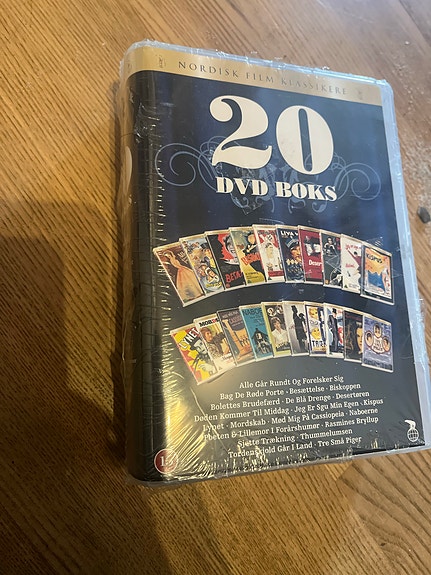 NORDISK FILM KLASSIKERE
20
DVD BOKS
Alle Går Rundt Og Forelsker Sig
Bag De Røde Porte · Besættelse · Biskoppen
Bolettes Brudefærd · De Blå Drenge · Desertøren
Døden Kommer Til Middag · Jeg Er Sgu Min Egen · Kispus
Lynet · Mordskab · Med Mig På Cassiopeia · Naboerne
Poeten & Lillemor I Forårshumør · Rasmines Bryllup
Sjette Trækning · Thummelumsen
Tordenskjold Går I Land · Tre Små Piger